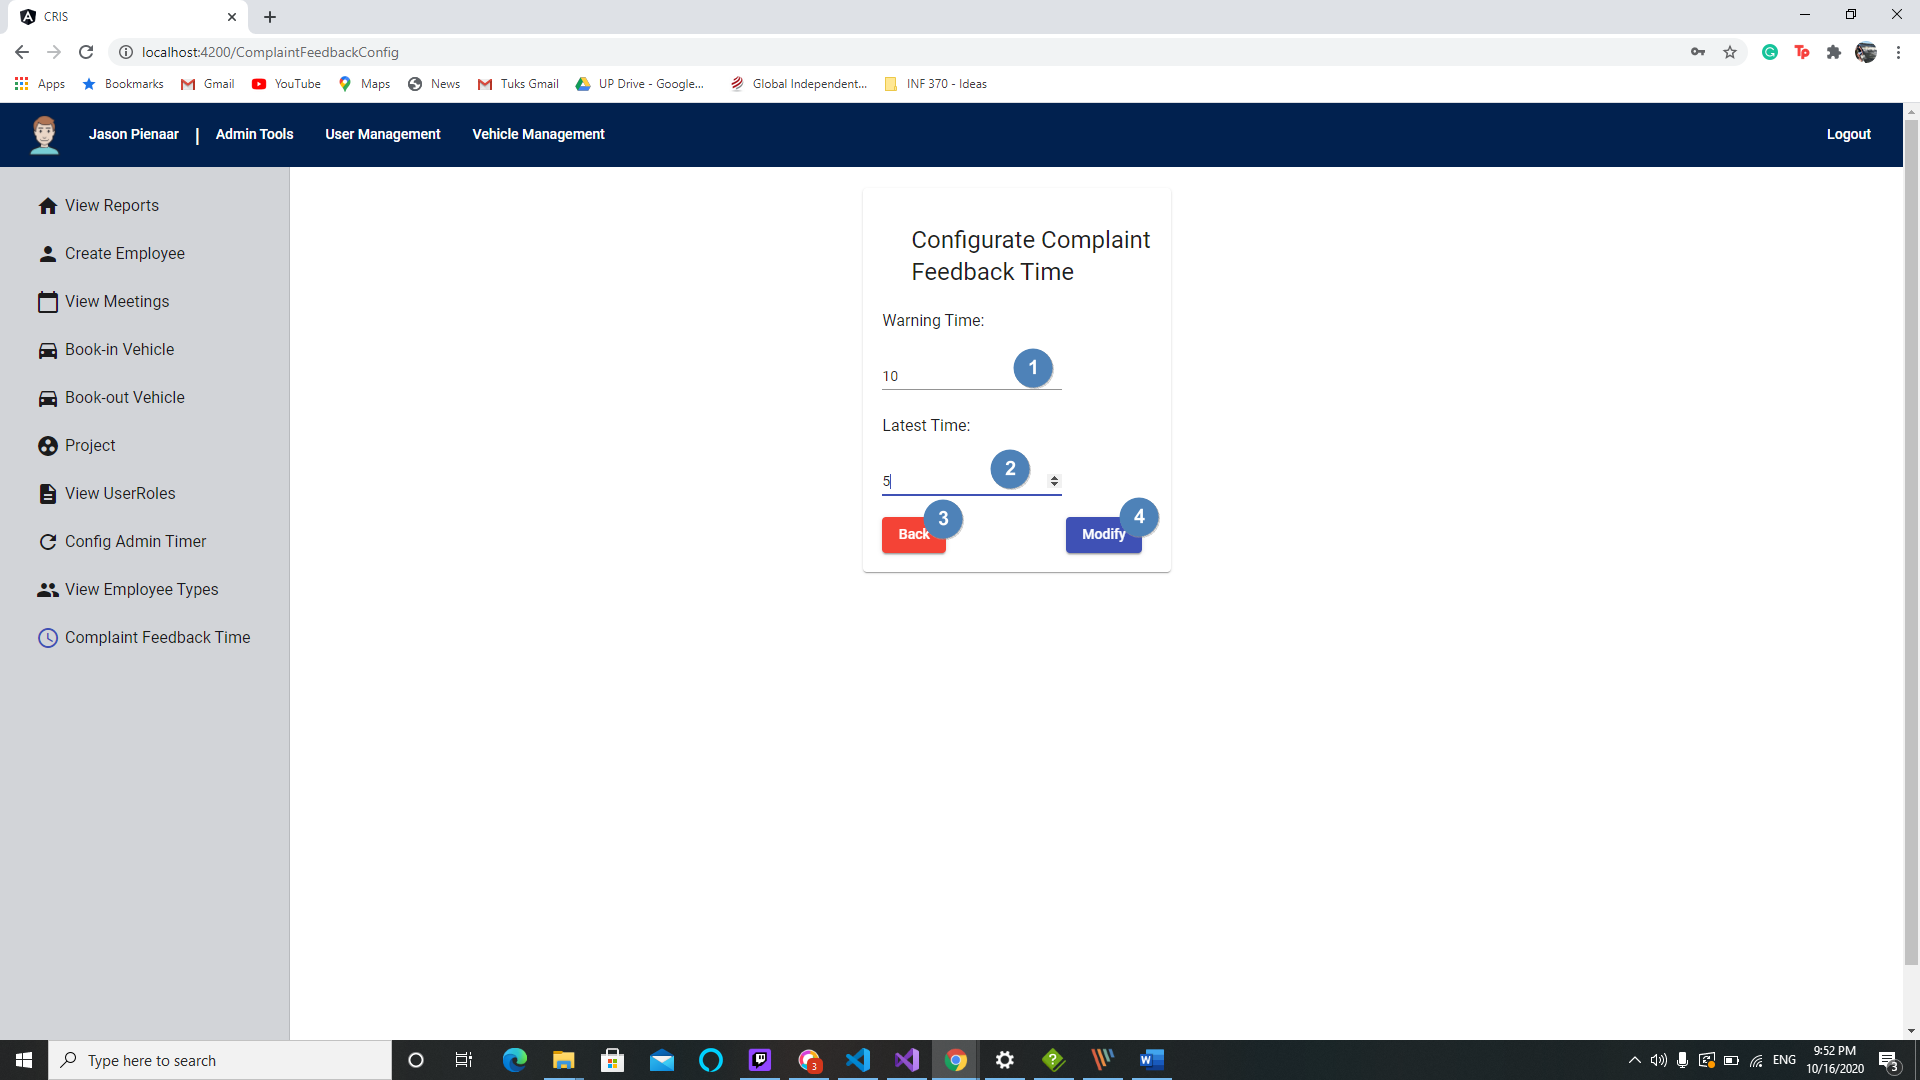 CRIS
localhost:4200/ComplaintFeedbackConfig
Apps
Bookmarks
Gmail
YouTube
Maps
News
Tuks Gmail
UP Drive - Google...
Global Independent...
INF 370 - Ideas
Jason Pienaar | Admin Tools User Management Vehicle Management Logout
View Reports
Create Employee
View Meetings
Book-in Vehicle
Book-out Vehicle
Project
View UserRoles
Config Admin Timer
View Employee Types
Complaint Feedback Time
Configurate Complaint
Feedback Time
Warning Time:
10
1
Latest Time:
5
2
Back
3
Modify
4
Type here to search
3
ENG
9:52 PM
10/16/2020
3